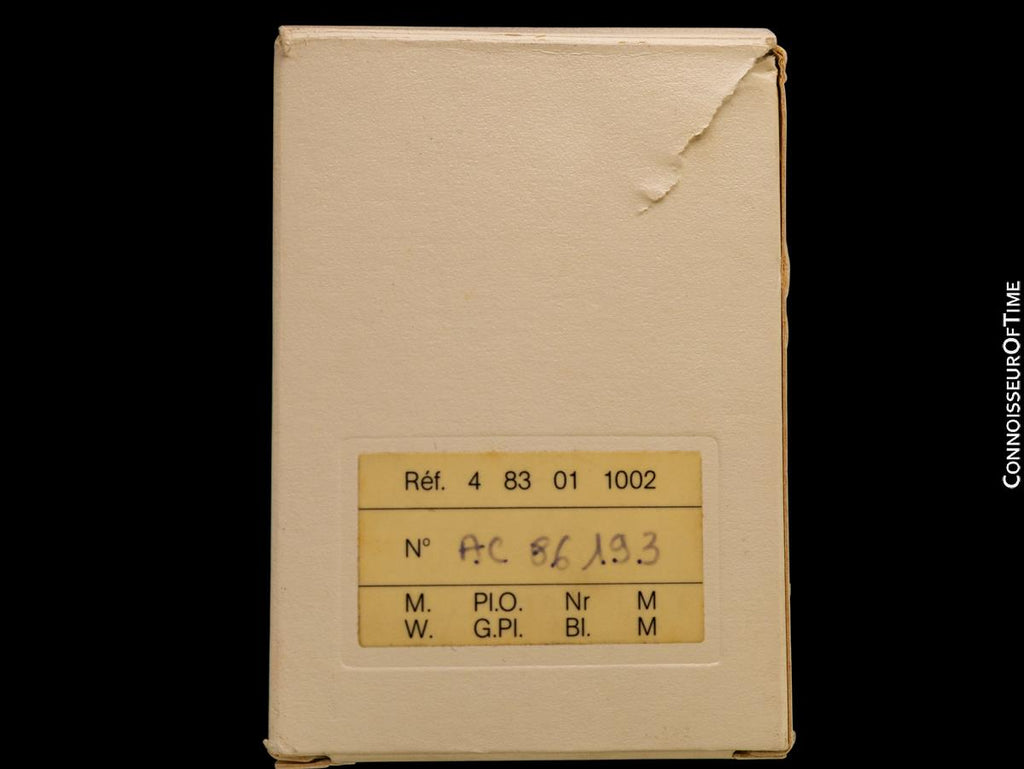 Réf. 4 83 01 1002
N° AC 86193
M. Pl.O. Nr M
W. G.Pl. Bl. M
CONNOISSEUROFTIME